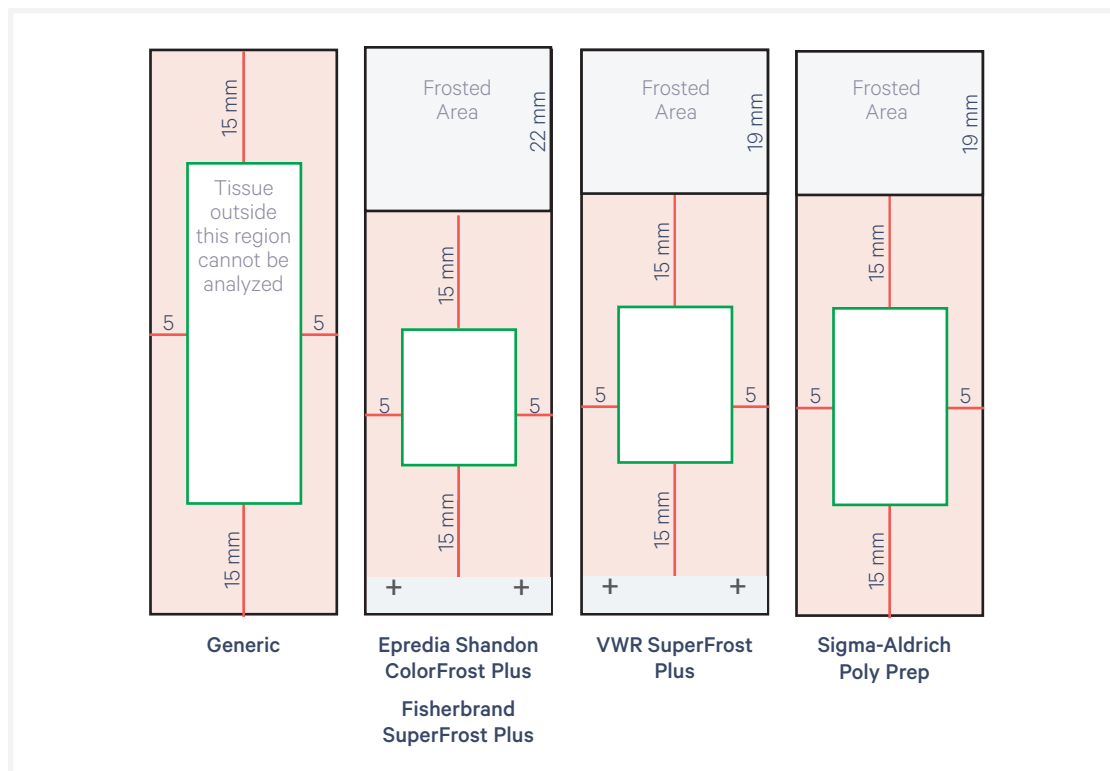 15 mm
Tissue
outside
this region
cannot be
analyzed
5
5
15 mm
Generic
Frosted
Area
22 mm
15 mm
5
5
15 mm
+
+
Epredia Shandon
ColorFrost Plus
Fisherbrand
SuperFrost Plus
Frosted
Area
19 mm
15 mm
5
5
15 mm
+
+
VWR SuperFrost
Plus
Frosted
Area
19 mm
15 mm
5
5
15 mm
Sigma-Aldrich
Poly Prep